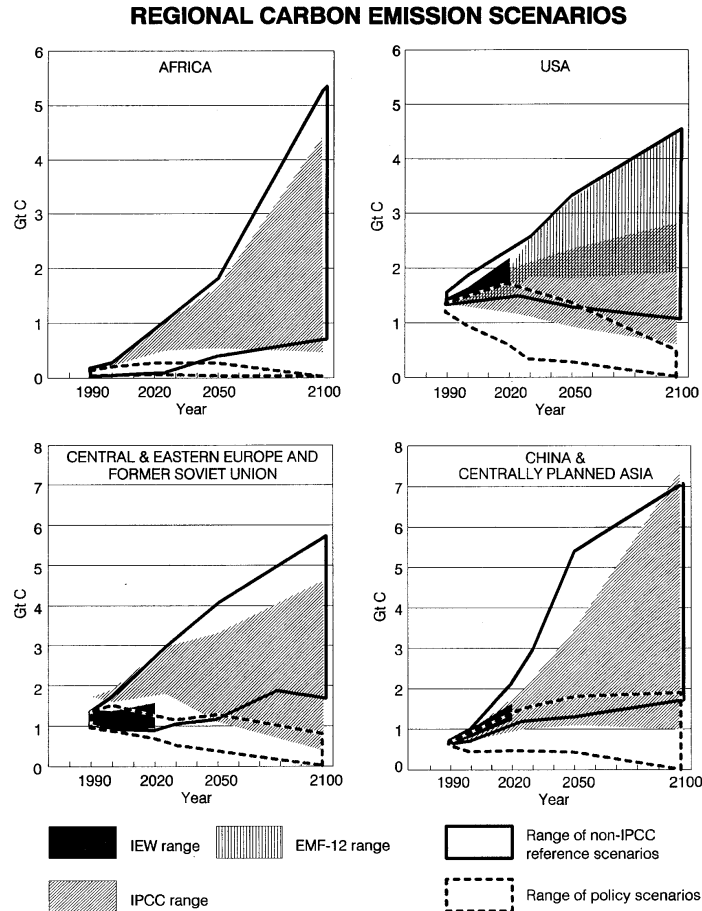 REGIONAL CARBON EMISSION SCENARIOS
AFRICA
6
5
4
3
2
1
0
Gt C
1990 2020 2050 2100
Year
USA
6
5
4
3
2
1
0
Gt C
1990 2020 2050 2100
Year
CENTRAL & EASTERN EUROPE AND
FORMER SOVIET UNION
8
7
6
5
4
3
2
1
0
Gt C
1990 2020 2050 2100
Year
CHINA &
CENTRALLY PLANNED ASIA
8
7
6
5
4
3
2
1
0
Gt C
1990 2020 2050 2100
Year
IEW range
EMF-12 range
IPCC range
Range of non-IPCC
reference scenarios
Range of policy scenarios